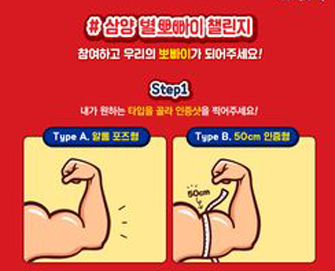 # 삼양 별뽀빠이 챌린지
참여하고 우리의 뽀빠이가 되어주세요!
Step1
내가 원하는 타입을 골라 인증샷을 찍어주세요!
Type A. 알통 포즈형
Type B. 50cm 인증형
50cm